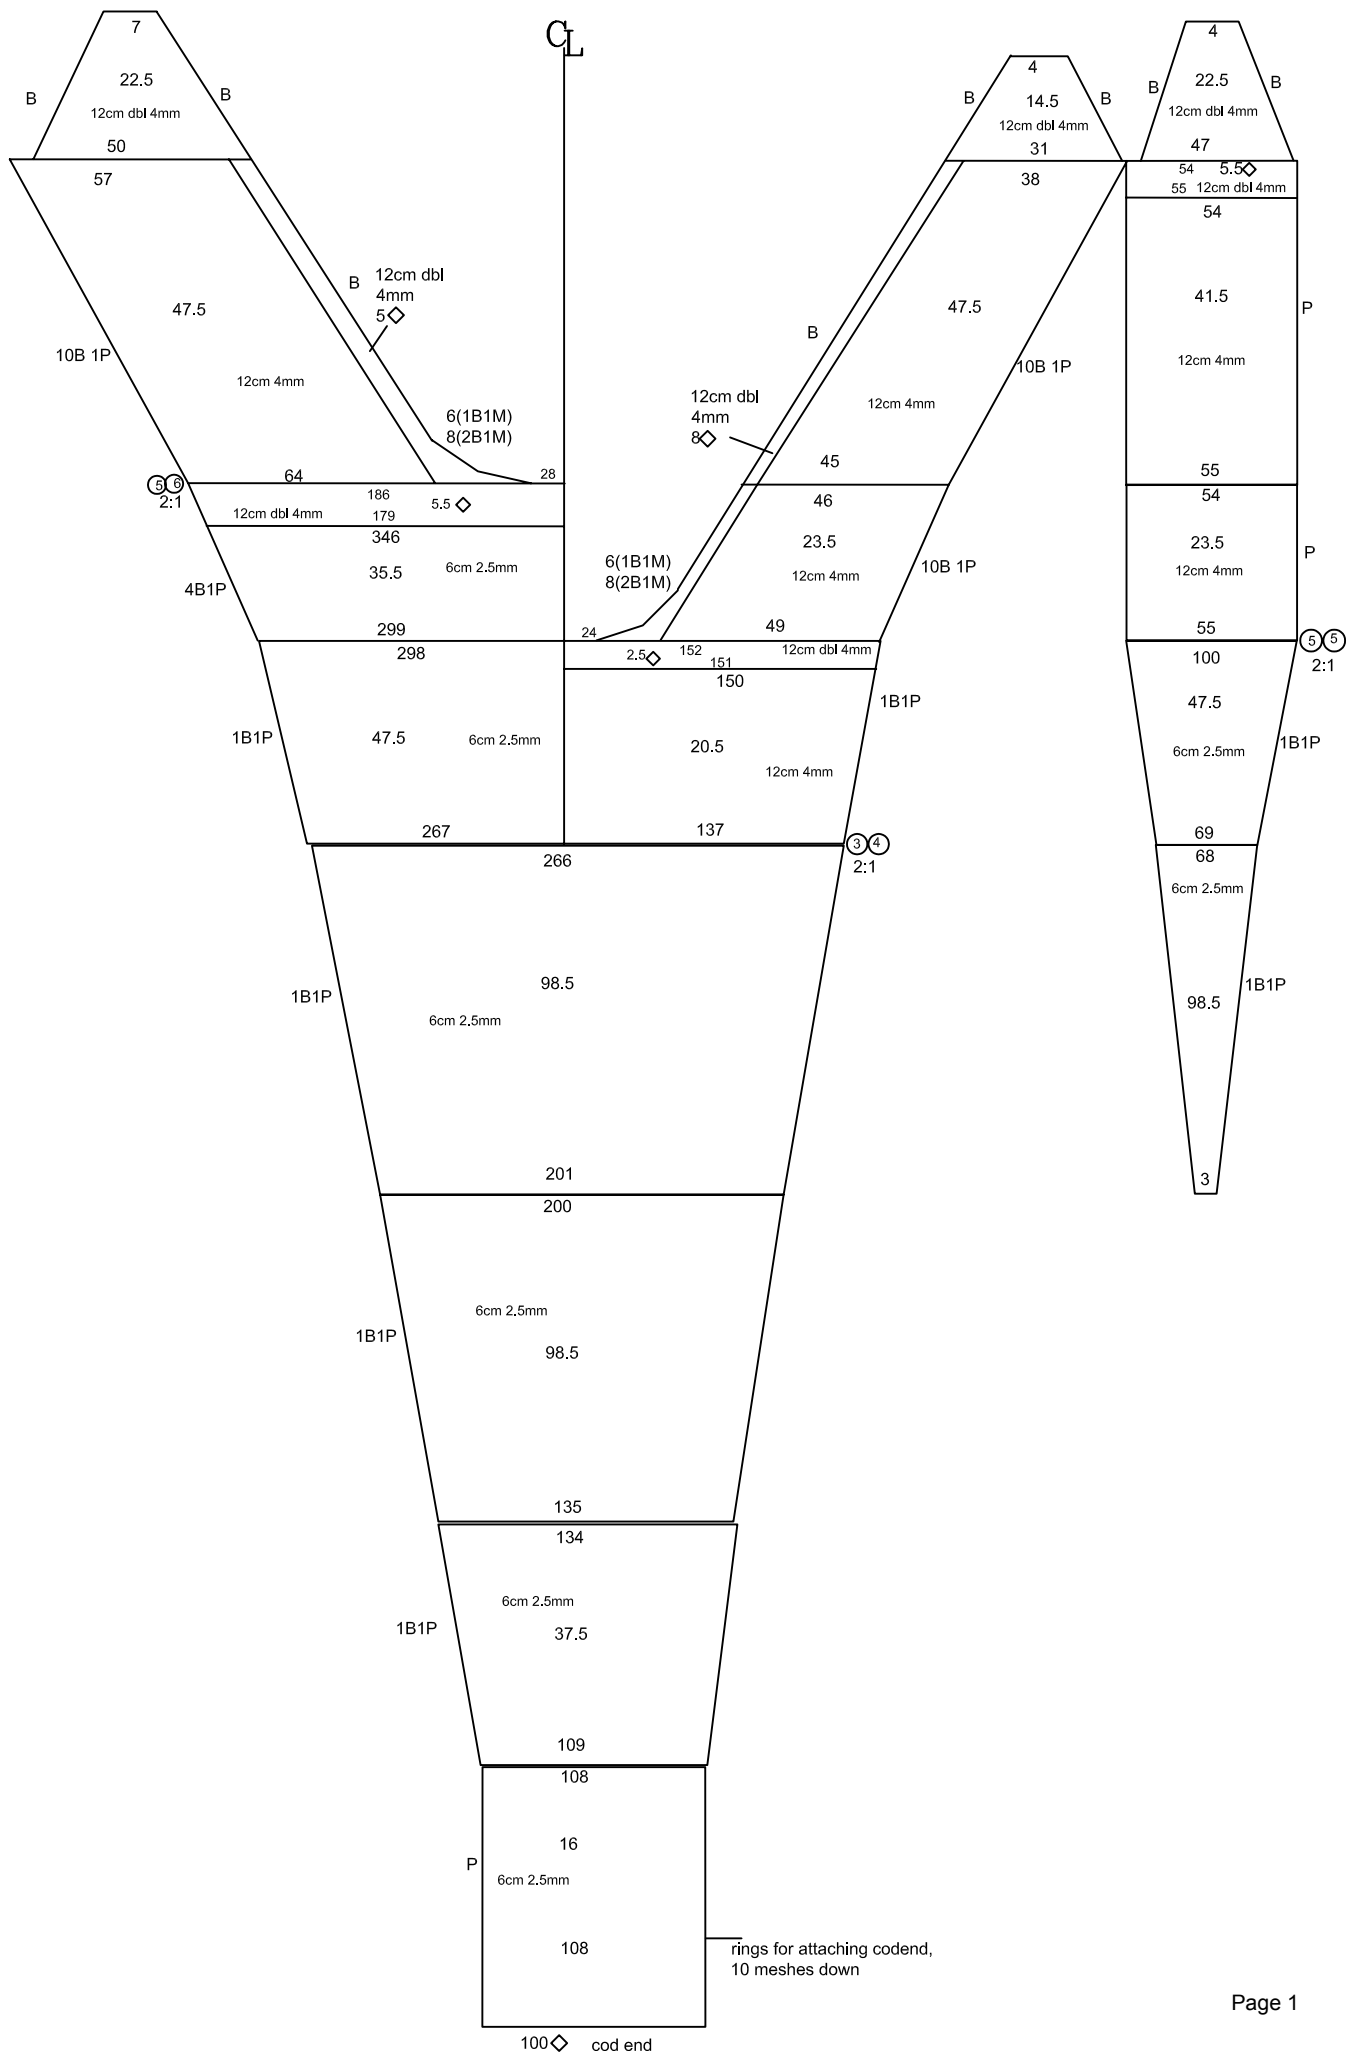 7
22.5
12cm dbl 4mm
50
B
B
57
47.5
12cm 4mm
10B 1P
B
12cm dbl
4mm
5◇
6(1B1M)
8(2B1M)
64
28
5 6
2:1
186
5.5 ◇
12cm dbl 4mm
179
346
35.5
6cm 2.5mm
4B1P
299
298
47.5
6cm 2.5mm
1B1P
267
CL
4
14.5
12cm dbl 4mm
31
B
B
38
47.5
12cm 4mm
10B 1P
B
12cm dbl
4mm
8◇
45
46
23.5
12cm 4mm
10B 1P
6(1B1M)
8(2B1M)
24
49
2.5◇
152
12cm dbl 4mm
151
150
20.5
12cm 4mm
1B1P
137
3 4
2:1
4
22.5
12cm dbl 4mm
47
B
B
54
5.5◇
55
12cm dbl 4mm
54
41.5
12cm 4mm
P
55
54
23.5
12cm 4mm
P
55
5 5
2:1
100
47.5
6cm 2.5mm
1B1P
69
68
6cm 2.5mm
98.5
1B1P
3
266
98.5
6cm 2.5mm
1B1P
201
200
6cm 2.5mm
98.5
1B1P
135
134
6cm 2.5mm
37.5
1B1P
109
108
16
6cm 2.5mm
P
108
rings for attaching codend,
10 meshes down
100◇ cod end
Page 1